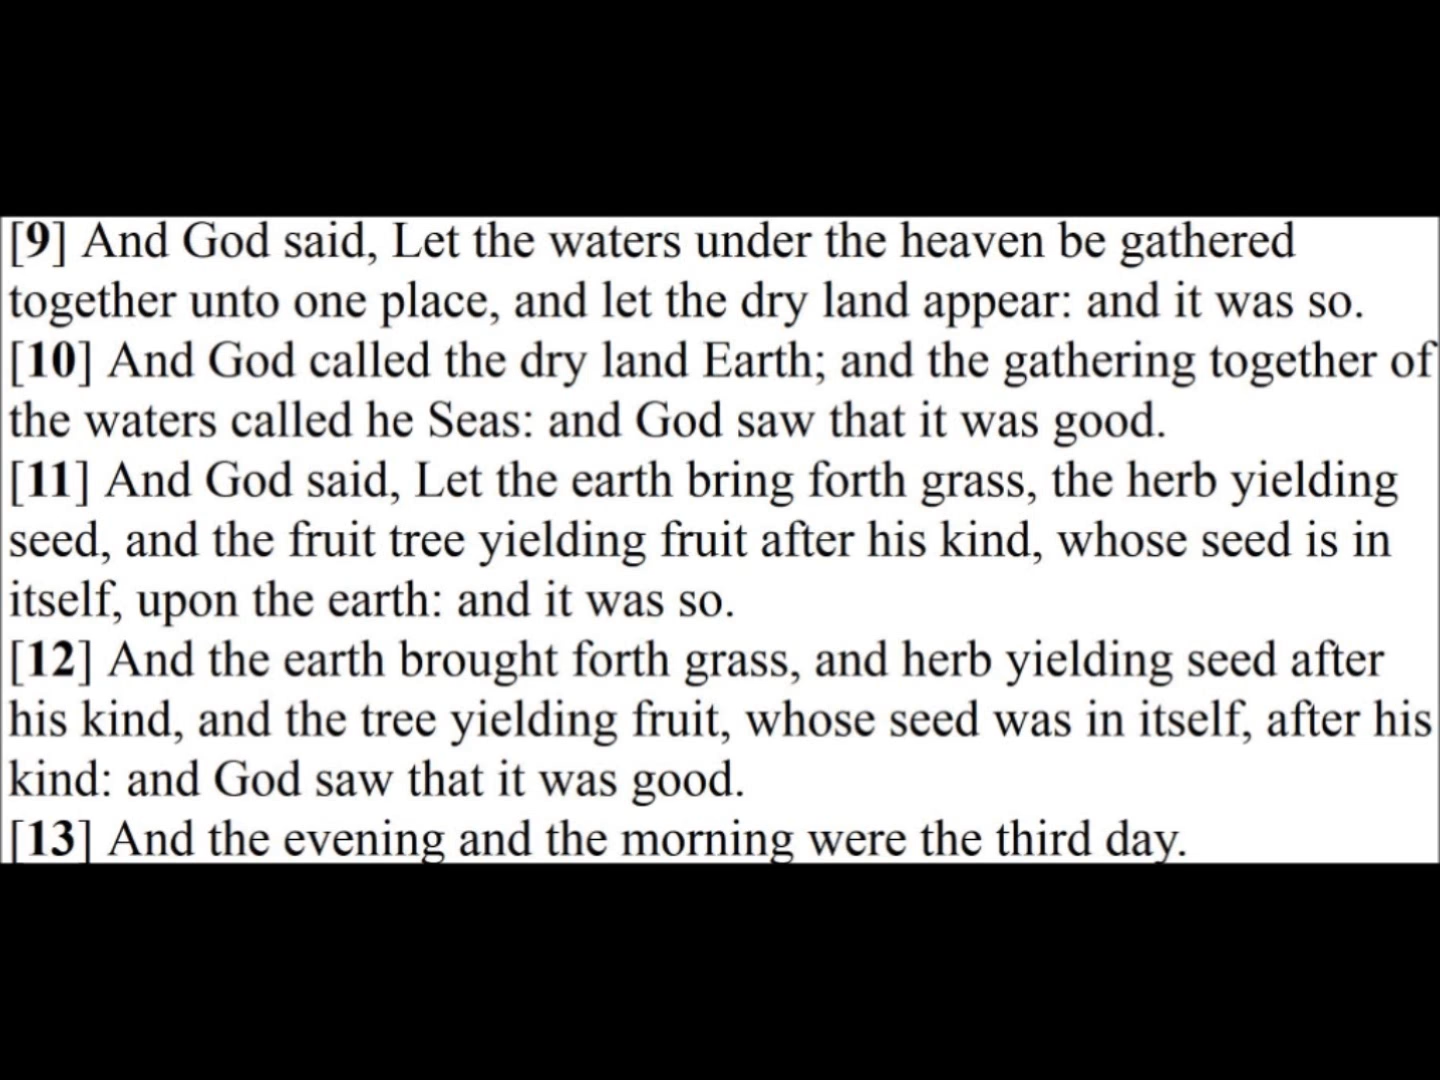 [9] And God said, Let the waters under the heaven be gathered
together unto one place, and let the dry land appear: and it was so.
[10] And God called the dry land Earth; and the gathering together of
the waters called he Seas: and God saw that it was good.
[11] And God said, Let the earth bring forth grass, the herb yielding
seed, and the fruit tree yielding fruit after his kind, whose seed is in
itself, upon the earth: and it was so.
[12] And the earth brought forth grass, and herb yielding seed after
his kind, and the tree yielding fruit, whose seed was in itself, after his
kind: and God saw that it was good.
[13] And the evening and the morning were the third day.